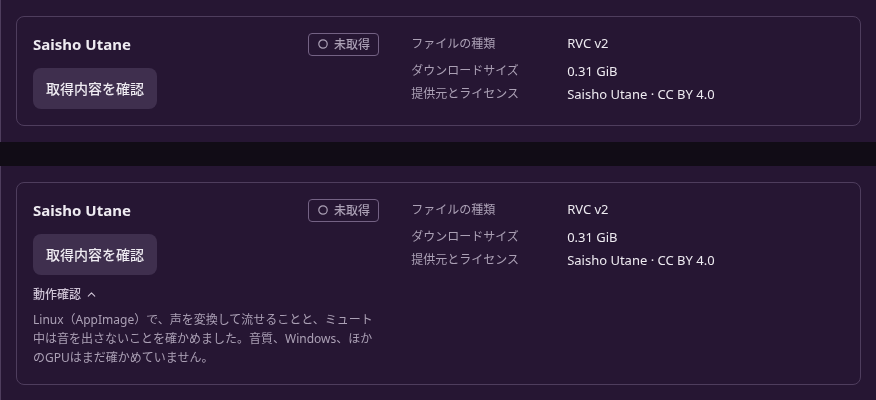 Saisho Utane
未取得
取得内容を確認
ファイルの種類 RVC v2
ダウンロードサイズ 0.31 GiB
提供元とライセンス Saisho Utane · CC BY 4.0
Saisho Utane
未取得
取得内容を確認
動作確認
Linux（AppImage）で、声を変換して流せることと、ミュート
中は音を出さないことを確かめました。音質、Windows、ほか
のGPUはまだ確かめていません。
ファイルの種類 RVC v2
ダウンロードサイズ 0.31 GiB
提供元とライセンス Saisho Utane · CC BY 4.0